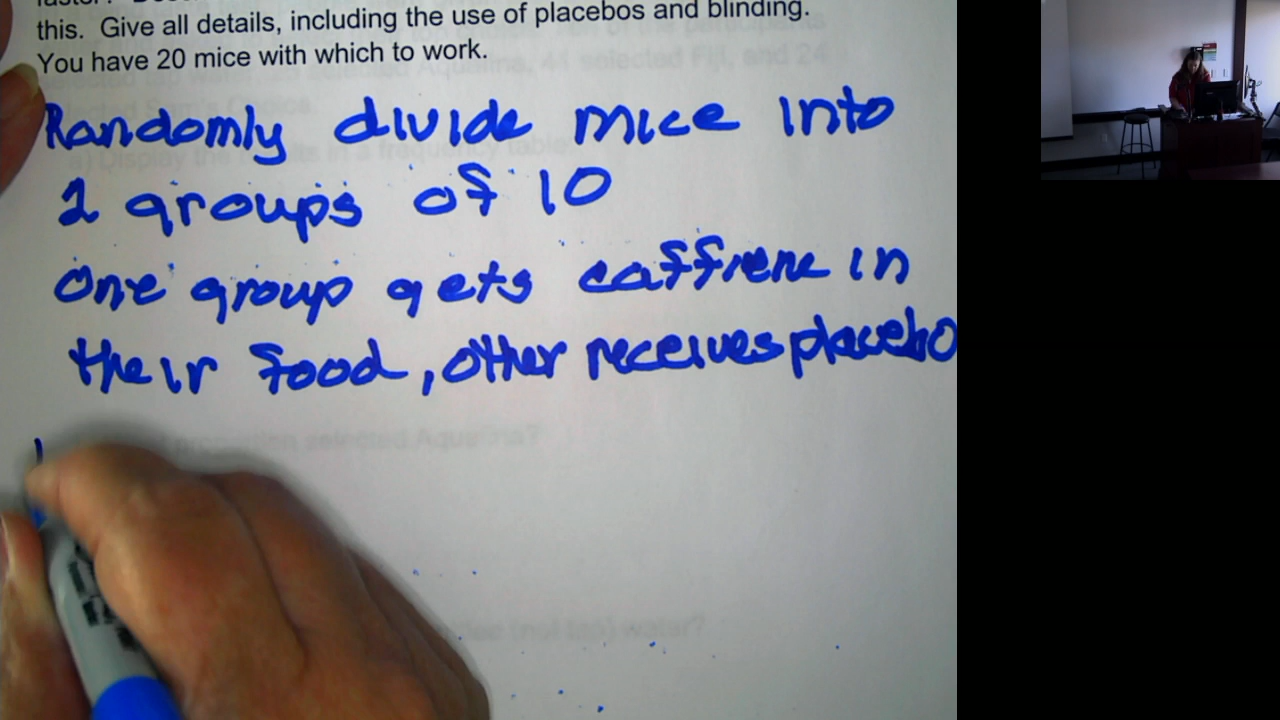 this. Give all details, including the use of placebos and blinding.
You have 20 mice with which to work.
Randomly divide mice into
2 groups of 10
One group gets caffeine in
their food, other receives placebo